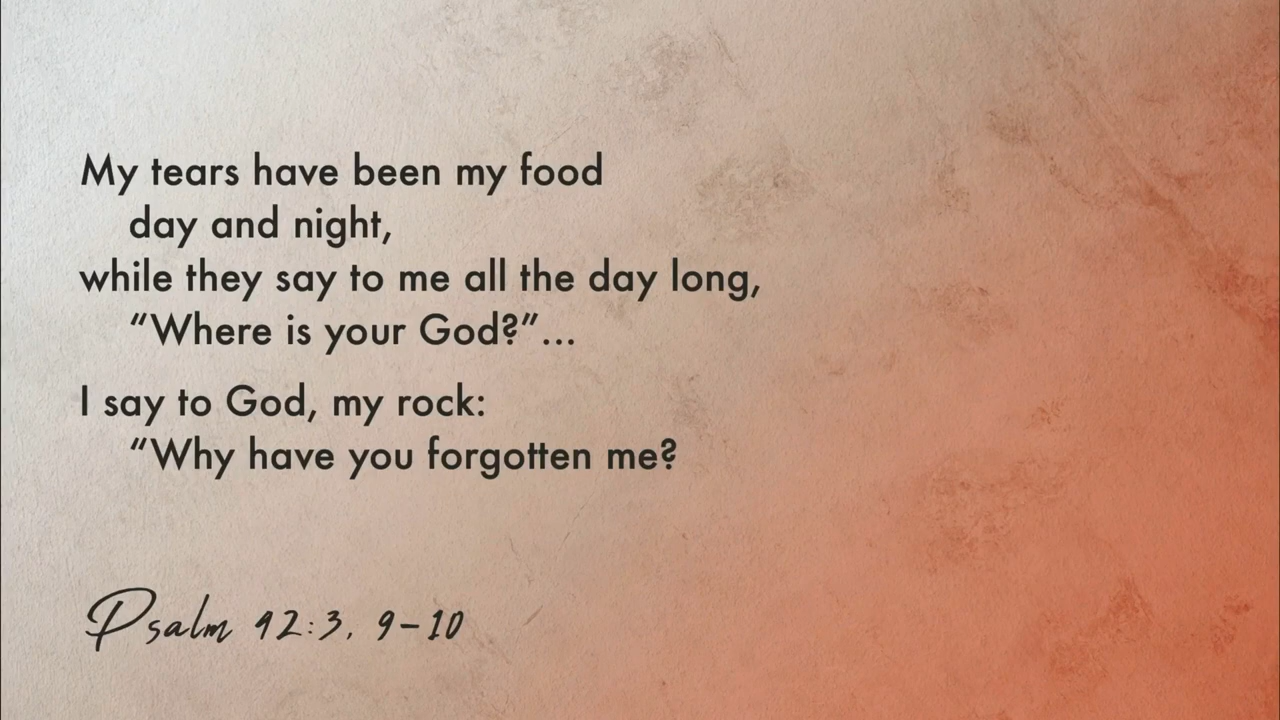 My tears have been my food
day and night,
while they say to me all the day long,
“Where is your God?”...
I say to God, my rock:
“Why have you forgotten me?
Psalm 42:3, 9-10